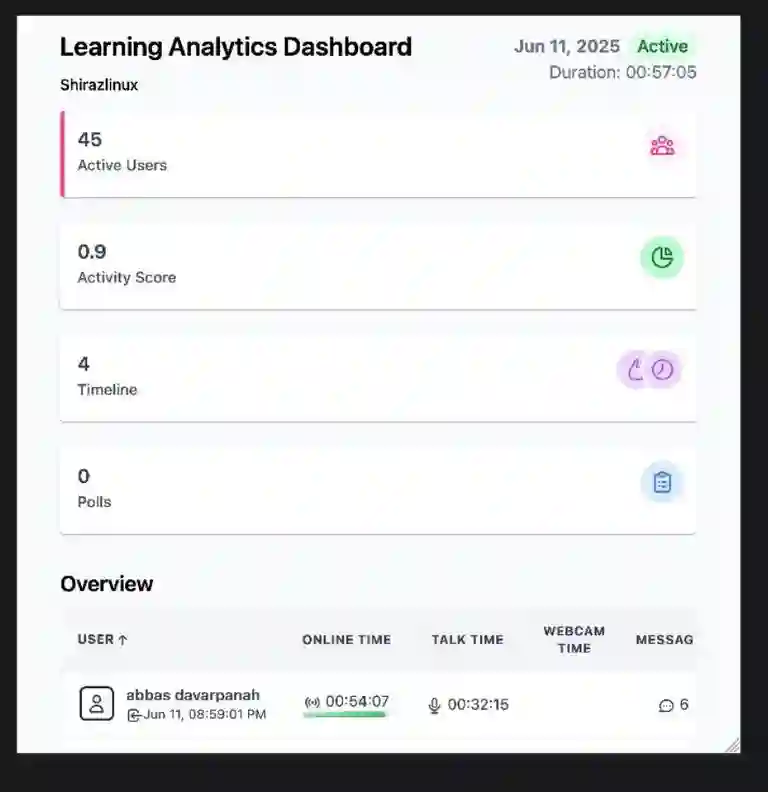 Learning Analytics Dashboard
Jun 11, 2025 Active
Duration: 00:57:05
Shirazlinux
45
Active Users
0.9
Activity Score
4
Timeline
0
Polls
Overview
USER ↑ ONLINE TIME TALK TIME WEBCAM TIME MESSAG
abbas davarpanah
Jun 11, 08:59:01 PM
00:54:07 00:32:15 6